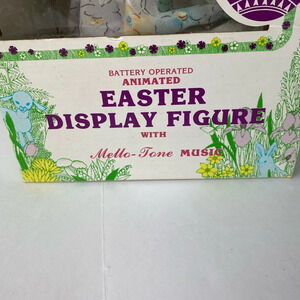 BATTERY OPERATED
ANIMATED
EASTER
DISPLAY FIGURE
WITH
Mello-Tone MUSIC